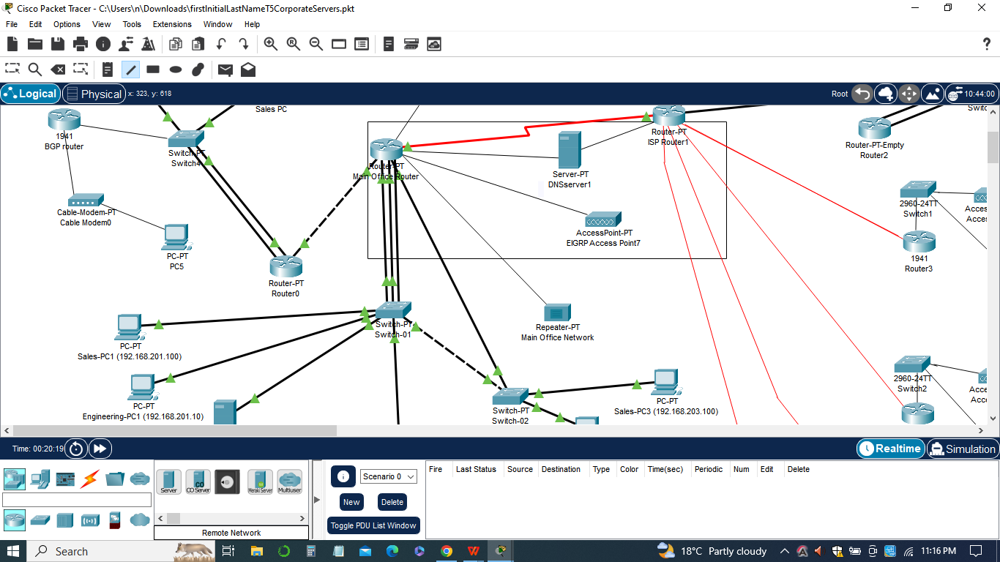 Cisco Packet Tracer - C:\Users\n\Downloads\firstInitialLastNameT5CorporateServers.pkt
File Edit Options View Tools Extensions Window Help
Logical
Physical
x: 323, y: 618
Root
10:44:00
Sales PC
Switc
1941
BGP router
Switch-PT
Switch4
Router-PT
Main Office Router
Router-PT
ISP Router1
Router-PT-Empty
Router2
Server-PT
DNSserver1
Cable-Modem-PT
Cable Modem0
2960-24TT
Switch1
Acces
Acces
AccessPoint-PT
EIGRP Access Point7
PC-PT
PC5
1941
Router3
Router-PT
Router0
Switch-PT
Switch-01
Repeater-PT
Main Office Network
PC-PT
Sales-PC1 (192.168.201.100)
2960-24TT
Switch2
Acce
Acce
PC-PT
Engineering-PC1 (192.168.201.10)
Switch-PT
Switch-02
PC-PT
Sales-PC3 (192.168.203.100)
Time: 00:20:19
Realtime
Simulation
Server
CO
CO Server
M
Meraki Server
Multiuser
Remote Network
Scenario 0
New
Delete
Toggle PDU List Window
Fire Last Status Source Destination Type Color Time(sec) Periodic Num Edit Delete
Search
18°C Partly cloudy
11:16 PM